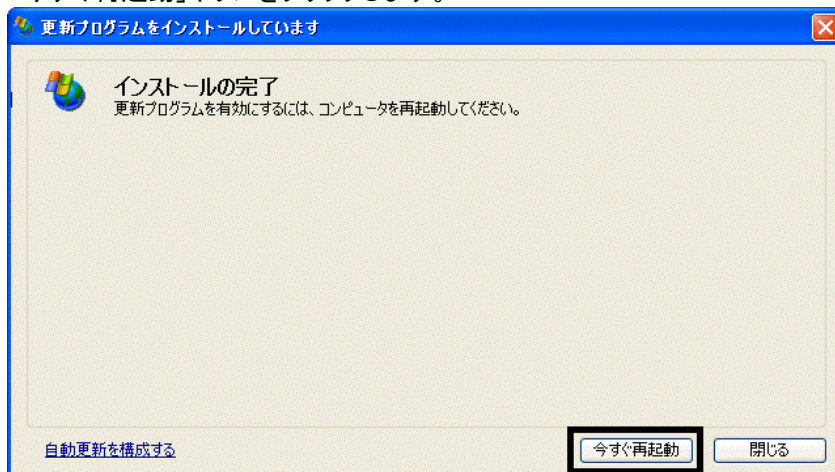 更新プログラムをインストールしています
インストールの完了
更新プログラムを有効にするには、コンピュータを再起動してください。
自動更新を構成する
今すぐ再起動
閉じる